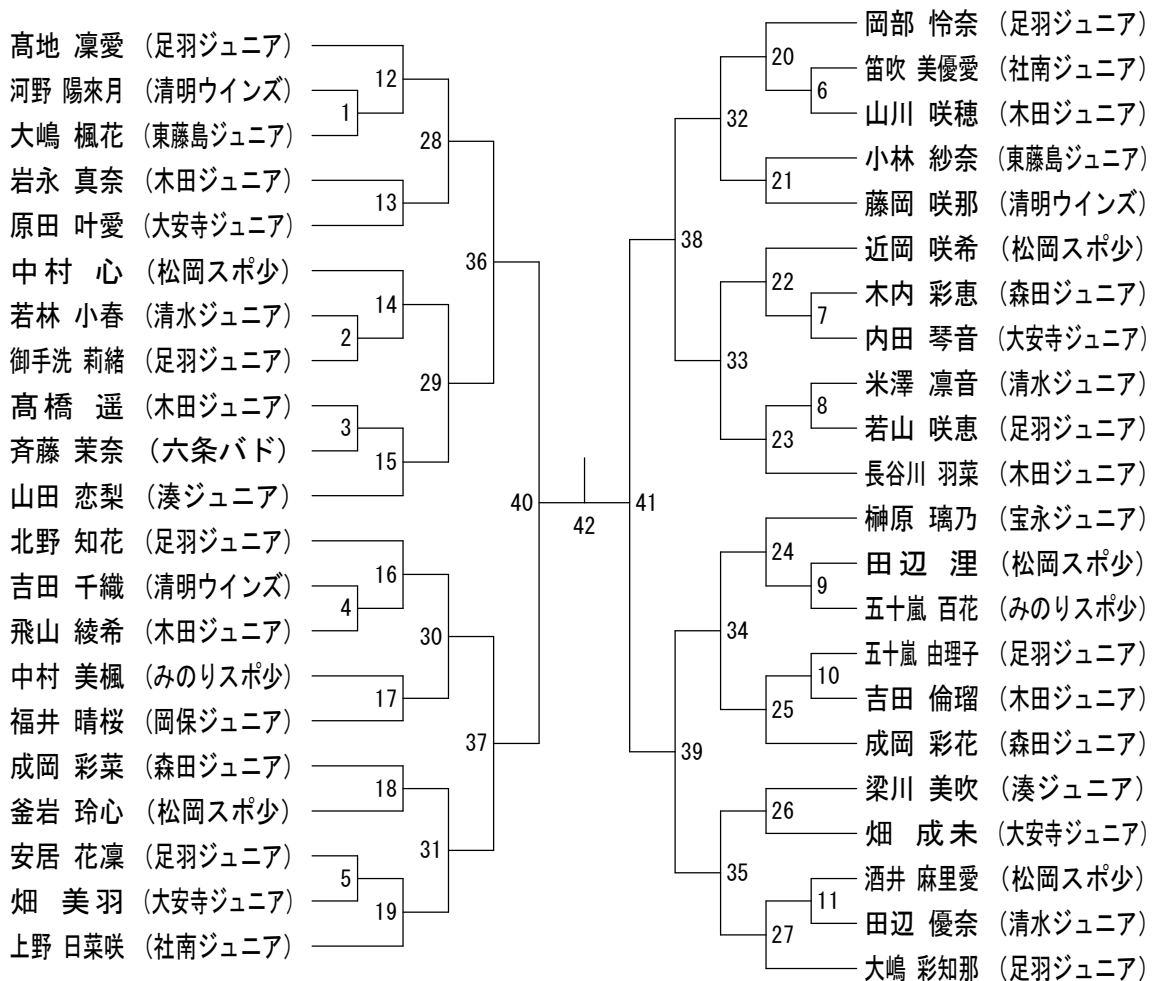 髙地 凜愛 （足羽ジュニア）
河野 陽來月 （清明ウインズ）
大嶋 楓花 （東藤島ジュニア）
岩永 真奈 （木田ジュニア）
原田 叶愛 （大安寺ジュニア）
中村 心 （松岡スポ少）
若林 小春 （清水ジュニア）
御手洗 莉緒 （足羽ジュニア）
髙橋 遥 （木田ジュニア）
斉藤 茉奈 （六条バド）
山田 恋梨 （湊ジュニア）
北野 知花 （足羽ジュニア）
吉田 千織 （清明ウインズ）
飛山 綾希 （木田ジュニア）
中村 美楓 （みのりスポ少）
福井 晴桜 （岡保ジュニア）
成岡 彩菜 （森田ジュニア）
釜岩 玲心 （松岡スポ少）
安居 花凜 （足羽ジュニア）
畑 美羽 （大安寺ジュニア）
上野 日菜咲 （社南ジュニア）
1
2
3
4
5
12
13
14
15
16
17
18
19
28
29
30
31
36
37
40
42
41
38
39
32
33
34
35
20
21
22
23
24
25
26
27
6
7
8
9
10
11
岡部 怜奈 （足羽ジュニア）
笛吹 美優愛 （社南ジュニア）
山川 咲穂 （木田ジュニア）
小林 紗奈 （東藤島ジュニア）
藤岡 咲那 （清明ウインズ）
近岡 咲希 （松岡スポ少）
木内 彩恵 （森田ジュニア）
内田 琴音 （大安寺ジュニア）
米澤 凛音 （清水ジュニア）
若山 咲恵 （足羽ジュニア）
長谷川 羽菜 （木田ジュニア）
榊原 璃乃 （宝永ジュニア）
田辺 浬 （松岡スポ少）
五十嵐 百花 （みのりスポ少）
五十嵐 由理子 （足羽ジュニア）
吉田 倫瑠 （木田ジュニア）
成岡 彩花 （森田ジュニア）
梁川 美吹 （湊ジュニア）
畑 成未 （大安寺ジュニア）
酒井 麻里愛 （松岡スポ少）
田辺 優奈 （清水ジュニア）
大嶋 彩知那 （足羽ジュニア）